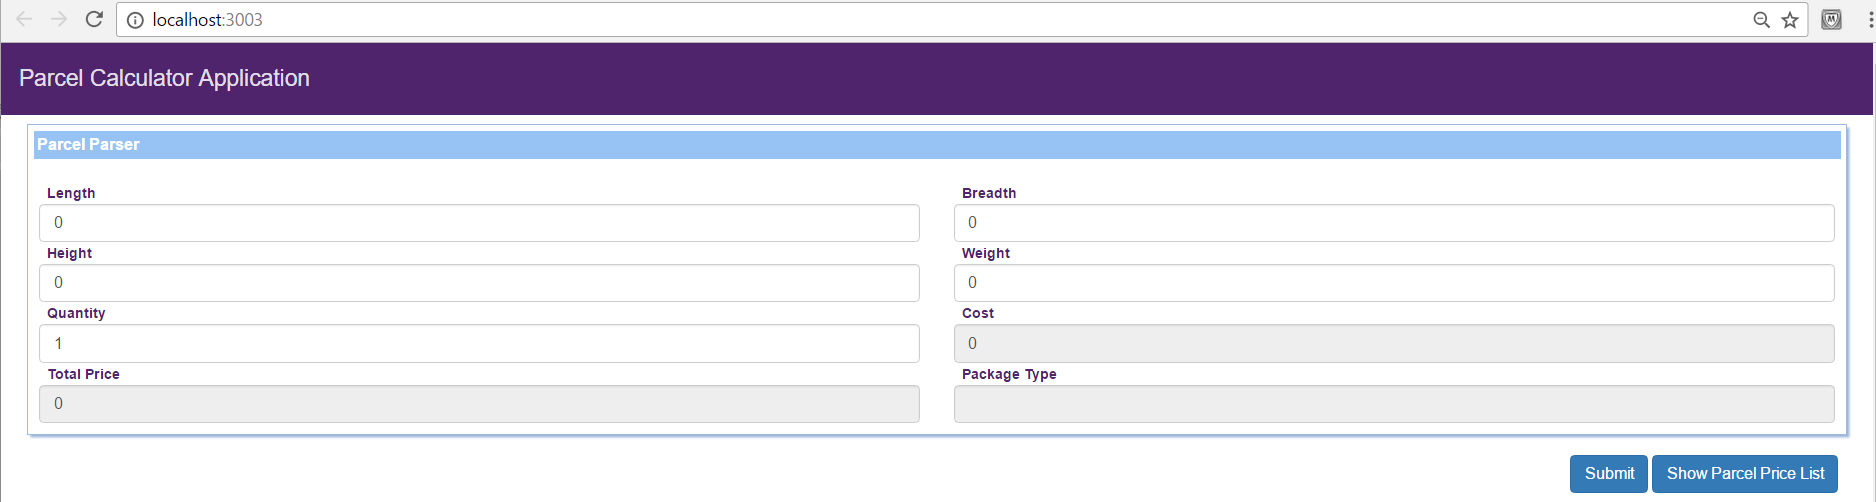 localhost:3003
Parcel Calculator Application
Parcel Parser
Length Breadth
0 0
Height Weight
0 0
Quantity Cost
1 0
Total Price Package Type
0
Submit Show Parcel Price List